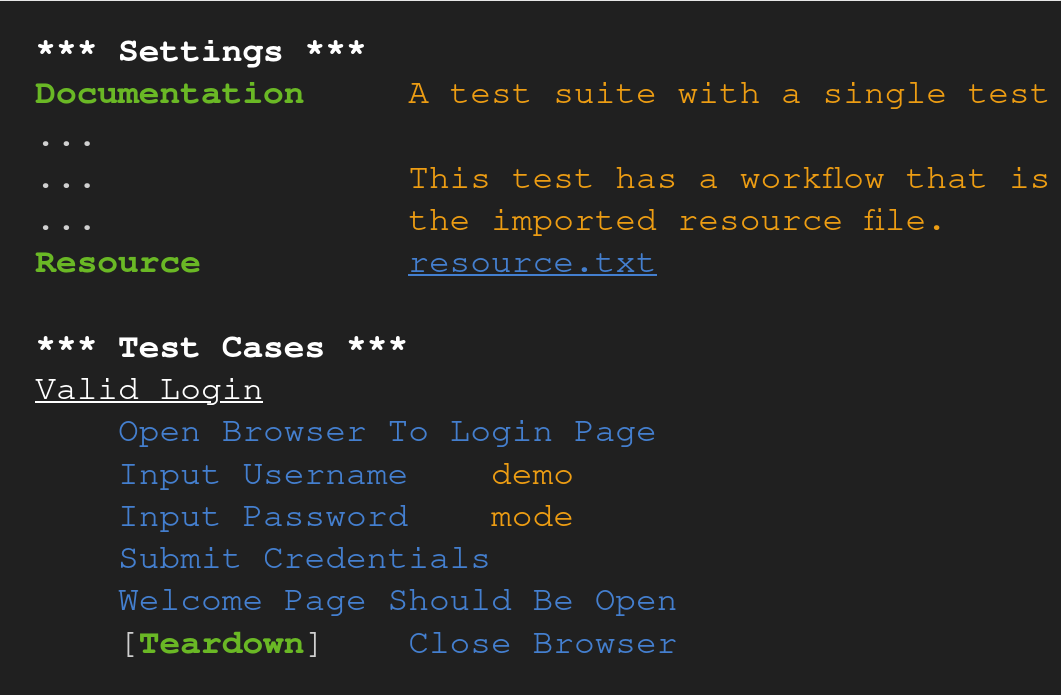 *** Settings ***
Documentation A test suite with a single test
...
... This test has a workflow that is
... the imported resource file.
Resource resource.txt
*** Test Cases ***
Valid Login
Open Browser To Login Page
Input Username demo
Input Password mode
Submit Credentials
Welcome Page Should Be Open
[Teardown] Close Browser